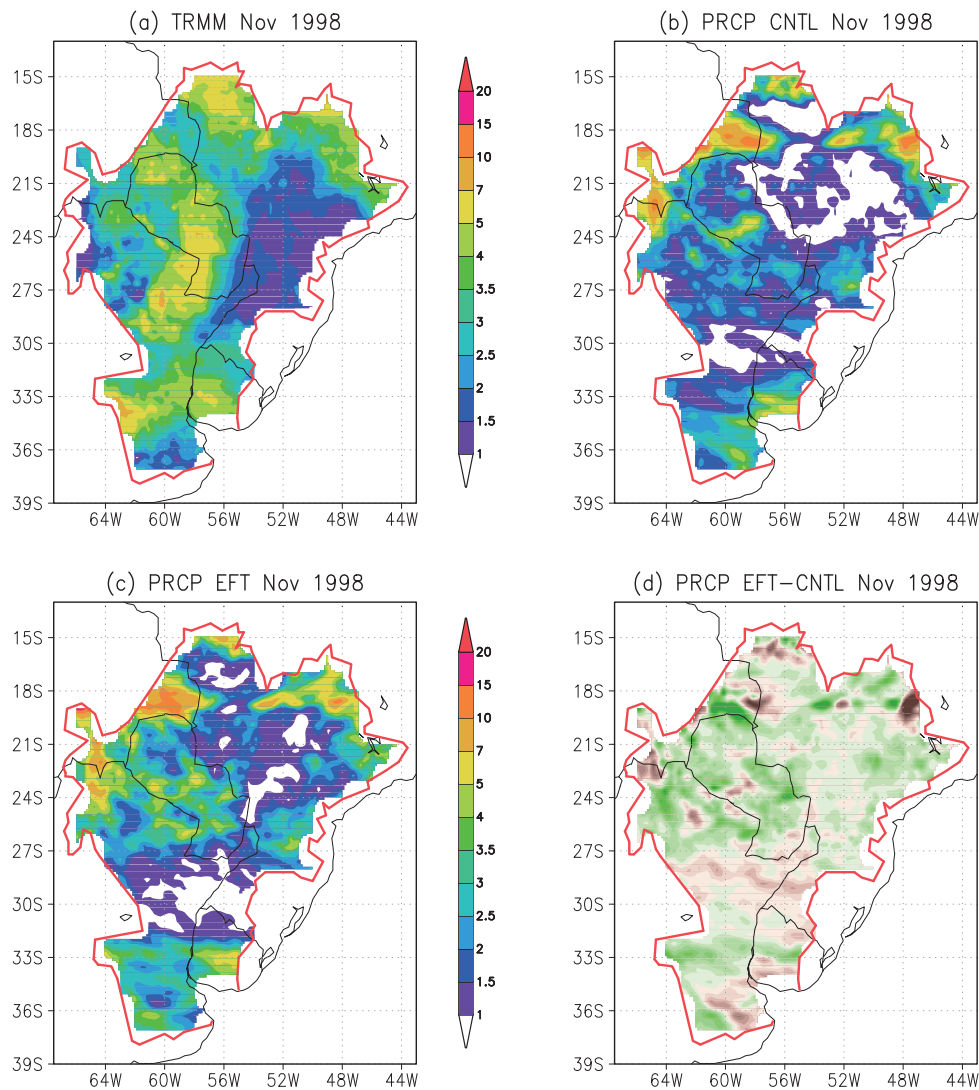 (a) TRMM Nov 1998
(b) PRCP CNTL Nov 1998
15S
18S
21S
24S
27S
30S
33S
36S
39S
64W 60W 56W 52W 48W 44W
20
15
10
7
5
4
3.5
3
2.5
2
1.5
1
15S
18S
21S
24S
27S
30S
33S
36S
39S
64W 60W 56W 52W 48W 44W
(c) PRCP EFT Nov 1998
(d) PRCP EFT-CNTL Nov 1998
15S
18S
21S
24S
27S
30S
33S
36S
39S
64W 60W 56W 52W 48W 44W
20
15
10
7
5
4
3.5
3
2.5
2
1.5
1
15S
18S
21S
24S
27S
30S
33S
36S
39S
64W 60W 56W 52W 48W 44W